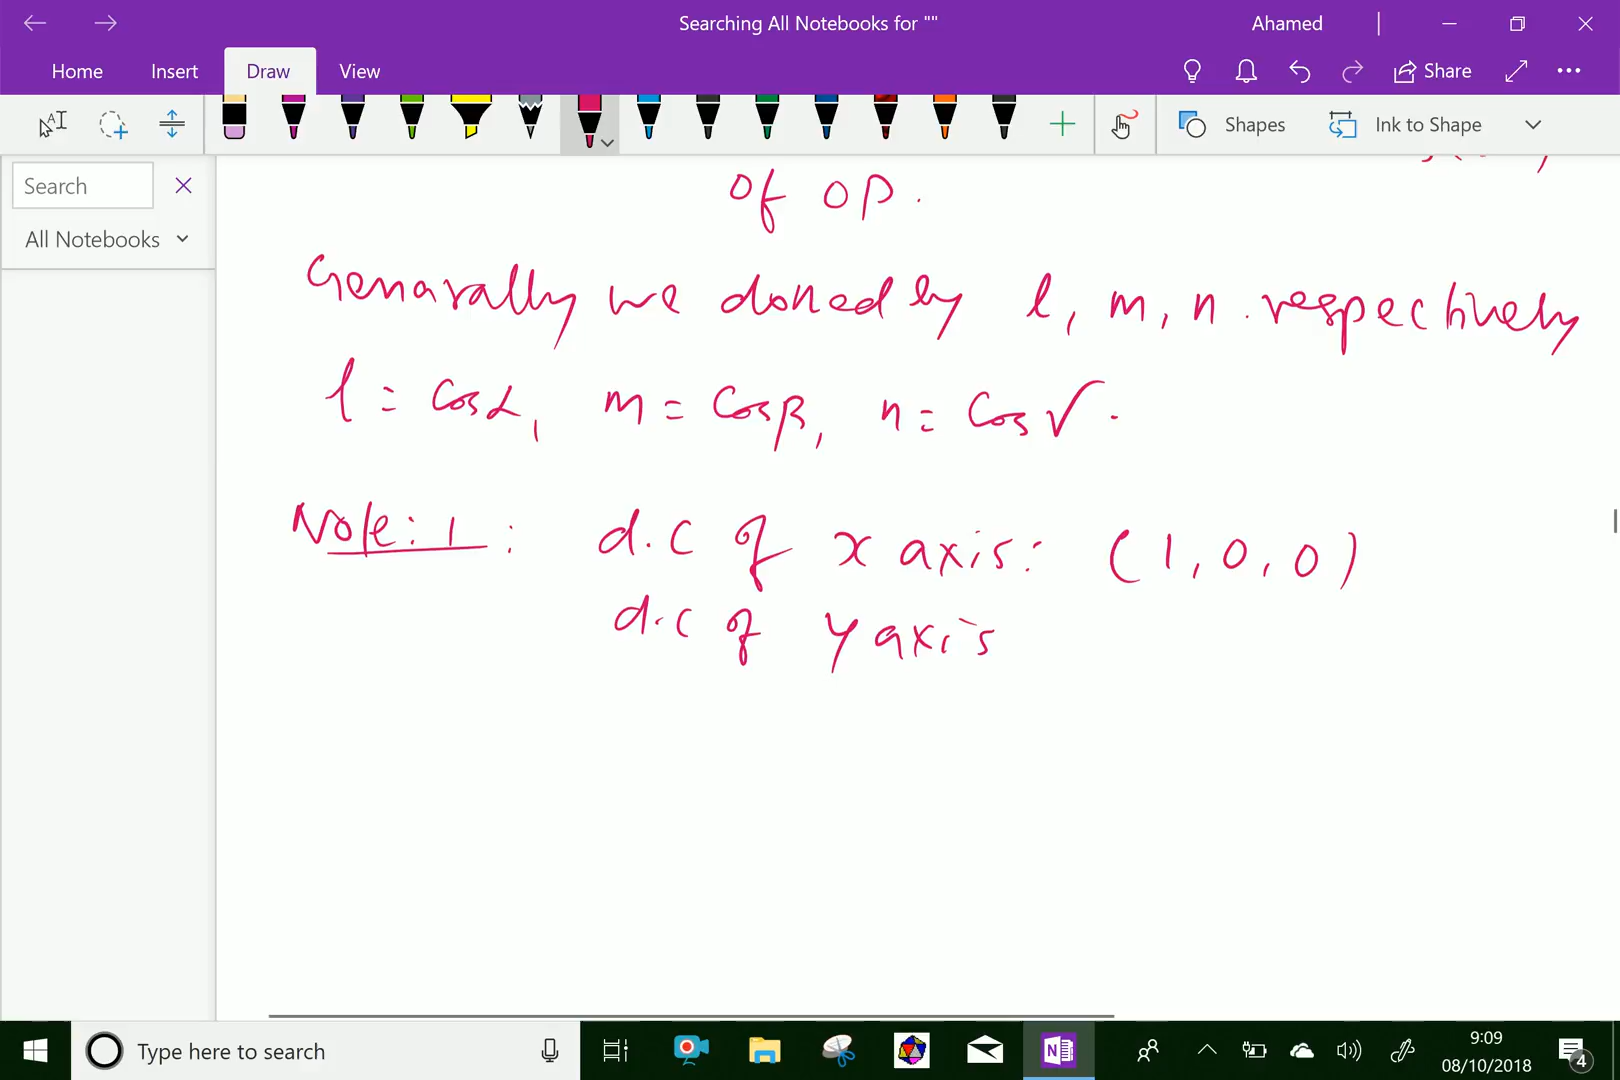 Searching All Notebooks for ""
Ahamed
Home Insert Draw View
Share
Shapes
Ink to Shape
Search
All Notebooks
of OP.
Generally we doned by l, m, n. respectively
l = cosα, m = cosβ, n = cosγ.
Note: 1 : d.c of x axis: (1, 0, 0)
d.c of y axis
Type here to search
9:09
08/10/2018
4